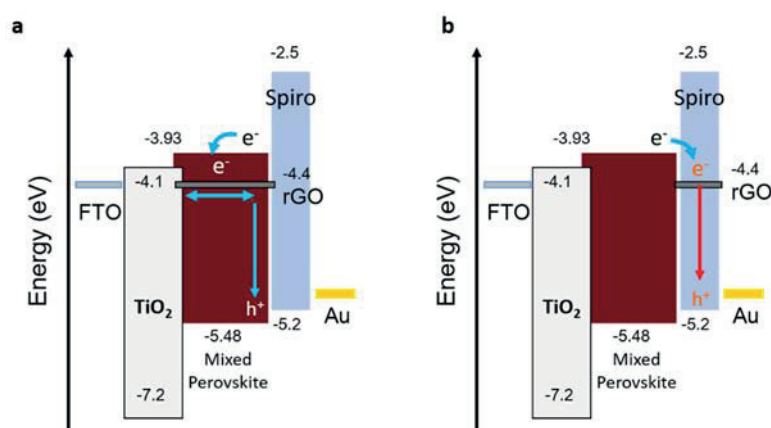 a
Energy (eV)
-2.5
Spiro
-3.93
e⁻
e⁻
-4.1
-4.4
rGO
FTO
TiO₂
h⁺
-5.2
Au
-5.48
Mixed
Perovskite
-7.2
b
Energy (eV)
-2.5
Spiro
-3.93
e⁻
e⁻
-4.1
-4.4
rGO
FTO
TiO₂
h⁺
-5.2
Au
-5.48
Mixed
Perovskite
-7.2